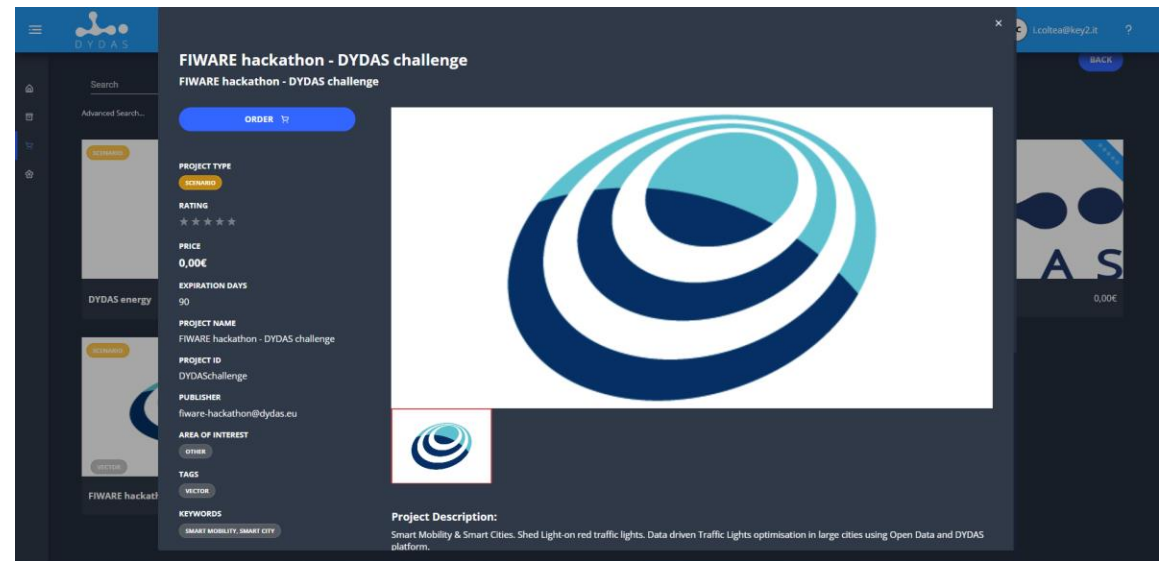 DYDAS
l.coltea@key2.it
?
BACK
Search
Advanced Search...
SCENARIO
DYDAS energy
SCENARIO
VECTOR
FIWARE hackath
×
FIWARE hackathon - DYDAS challenge
FIWARE hackathon - DYDAS challenge
ORDER
PROJECT TYPE
SCENARIO
RATING
PRICE
0,00€
EXPIRATION DAYS
90
PROJECT NAME
FIWARE hackathon - DYDAS challenge
PROJECT ID
DYDASchallenge
PUBLISHER
fiware-hackathon@dydas.eu
AREA OF INTEREST
OTHER
TAGS
VECTOR
KEYWORDS
SMART MOBILITY, SMART CITY
Project Description:
Smart Mobility & Smart Cities. Shed Light-on red traffic lights. Data driven Traffic Lights optimisation in large cities using Open Data and DYDAS
platform.
A S
0,00€